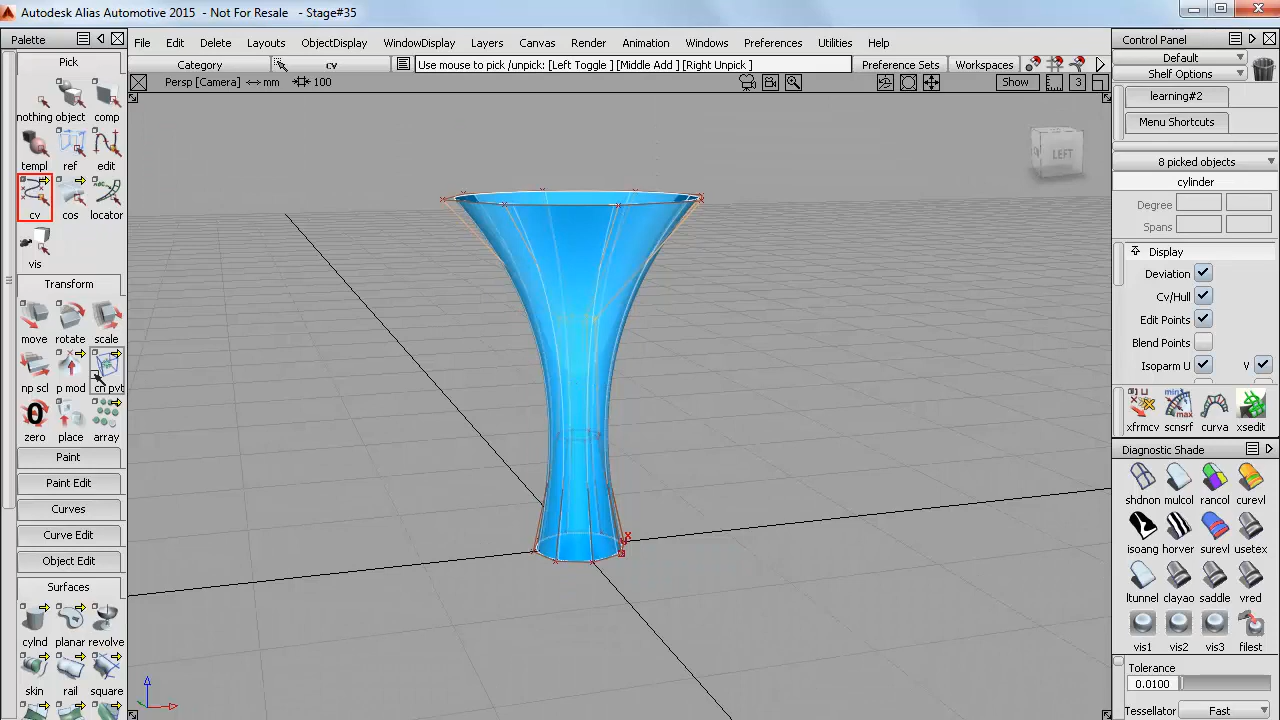 Autodesk Alias Automotive 2015 - Not For Resale - Stage#35
Palette
File Edit Delete Layouts ObjectDisplay WindowDisplay Layers Canvas Render Animation Windows Preferences Utilities Help
Category cv Use mouse to pick /unpick: [Left Toggle ] [Middle Add ] [Right Unpick ] Preference Sets Workspaces
Persp [Camera] mm 100 Show 3
Pick
nothing object comp
templ ref edit
cv cos locator
vis
Transform
move rotate scale
np scl p mod cn pvt
zero place array
Paint
Paint Edit
Curves
Curve Edit
Object Edit
Surfaces
cylnd planar revolve
skin rail square
LEFT
Control Panel
Default
Shelf Options
learning#2
Menu Shortcuts
8 picked objects
cylinder
Degree
Spans
Display
Deviation
Cv/Hull
Edit Points
Blend Points
Isoparm U V
xfrmcv scnsrf curva xsedit
Diagnostic Shade
shdnon mulcol rancol curevl
isoang horver surevl usetex
ltunnel clayao saddle vred
vis1 vis2 vis3 filest
Tolerance
0.0100
Tessellator Fast